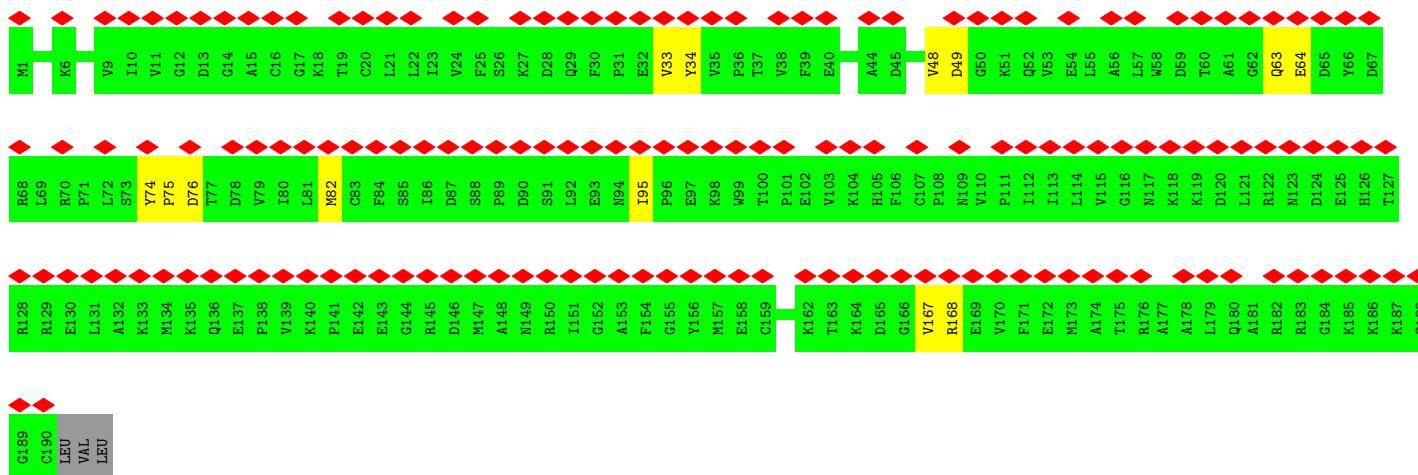 M1 K6 V9 I10 V11 G12 D13 G14 A15 C16 G17 K18 T19 C20 L21 L22 I23 V24 F25 S26 K27 D28 Q29 F30 P31 E32 V33 Y34 V35 P36 T37 V38 F39 E40 A44 D45 V48 D49 G50 K51 Q52 V53 E54 L55 A56 L57 W58 D59 T60 A61 G62 Q63 E64 D65 Y66 D67
R68 L69 R70 P71 L72 S73 Y74 P75 D76 T77 D78 V79 I80 L81 M82 C83 F84 S85 I86 D87 S88 P89 D90 S91 L92 E93 N94 I95 P96 E97 K98 W99 T100 P101 E102 V103 K104 H105 F106 C107 P108 N109 V110 P111 I112 I113 L114 V115 G116 N117 K118 K119 D120 L121 R122 N123 D124 E125 H126 T127
R128 R129 E130 L131 A132 K133 M134 K135 Q136 E137 P138 V139 K140 P141 E142 E143 G144 R145 D146 M147 A148 N149 R150 I151 G152 A153 F154 G155 Y156 M157 E158 C159 K162 T163 K164 D165 G166 V167 R168 E169 V170 F171 E172 M173 A174 T175 R176 A177 A178 L179 Q180 A181 R182 R183 G184 K185 K186 K187
G189 C190 LEU VAL LEU